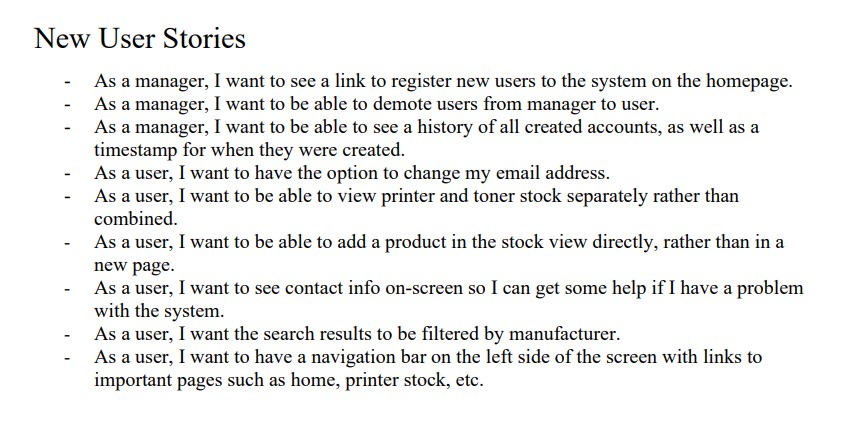 New User Stories
- As a manager, I want to see a link to register new users to the system on the homepage.
- As a manager, I want to be able to demote users from manager to user.
- As a manager, I want to be able to see a history of all created accounts, as well as a
timestamp for when they were created.
- As a user, I want to have the option to change my email address.
- As a user, I want to be able to view printer and toner stock separately rather than
combined.
- As a user, I want to be able to add a product in the stock view directly, rather than in a
new page.
- As a user, I want to see contact info on-screen so I can get some help if I have a problem
with the system.
- As a user, I want the search results to be filtered by manufacturer.
- As a user, I want to have a navigation bar on the left side of the screen with links to
important pages such as home, printer stock, etc.